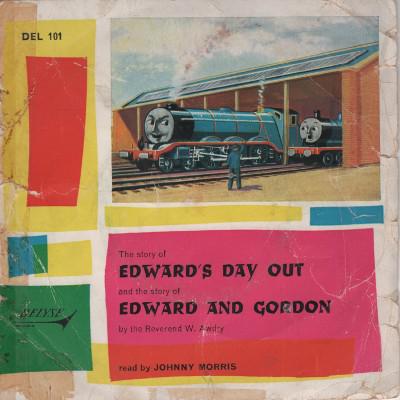 DEL 101
The story of
EDWARD'S DAY OUT
and the story of
EDWARD AND GORDON
by the Reverend W. Awdry
read by JOHNNY MORRIS
DELYSE